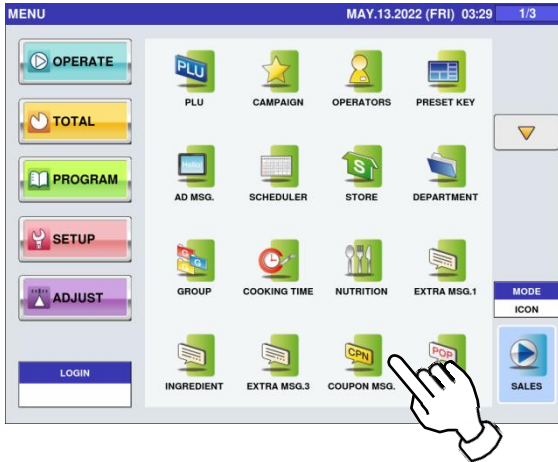 MENU MAY.13.2022 (FRI) 03:29 1/3
OPERATE
TOTAL
PROGRAM
SETUP
ADJUST
LOGIN
PLU
PLU CAMPAIGN OPERATORS PRESET KEY
Hello!
S
AD MSG. SCHEDULER STORE DEPARTMENT
G
G
GROUP COOKING TIME NUTRITION EXTRA MSG.1
CPN POP
INGREDIENT EXTRA MSG.3 COUPON MSG.
MODE
ICON
SALES